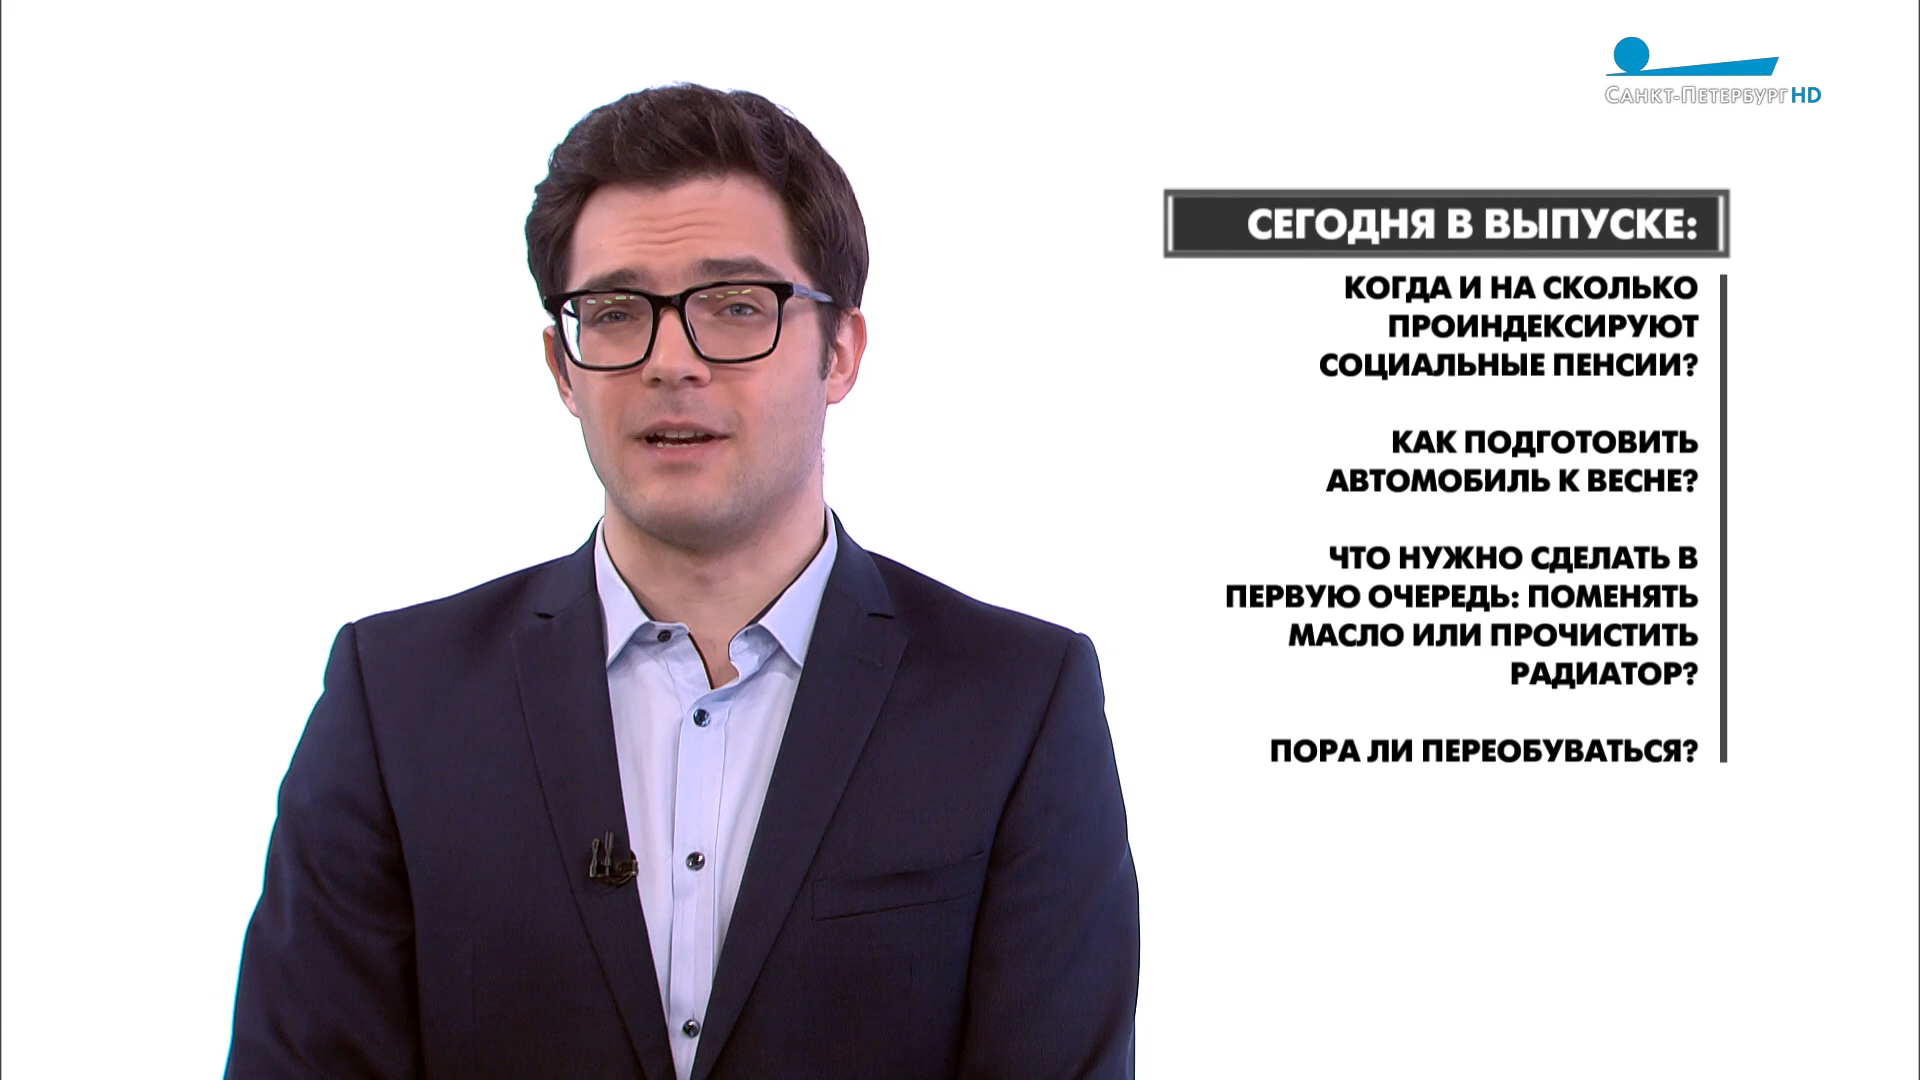 САНКТ-ПЕТЕРБУРГ HD
СЕГОДНЯ В ВЫПУСКЕ:
КОГДА И НА СКОЛЬКО
ПРОИНДЕКСИРУЮТ
СОЦИАЛЬНЫЕ ПЕНСИИ?
КАК ПОДГОТОВИТЬ
АВТОМОБИЛЬ К ВЕСНЕ?
ЧТО НУЖНО СДЕЛАТЬ В
ПЕРВУЮ ОЧЕРЕДЬ: ПОМЕНЯТЬ
МАСЛО ИЛИ ПРОЧИСТИТЬ
РАДИАТОР?
ПОРА ЛИ ПЕРЕОБУВАТЬСЯ?